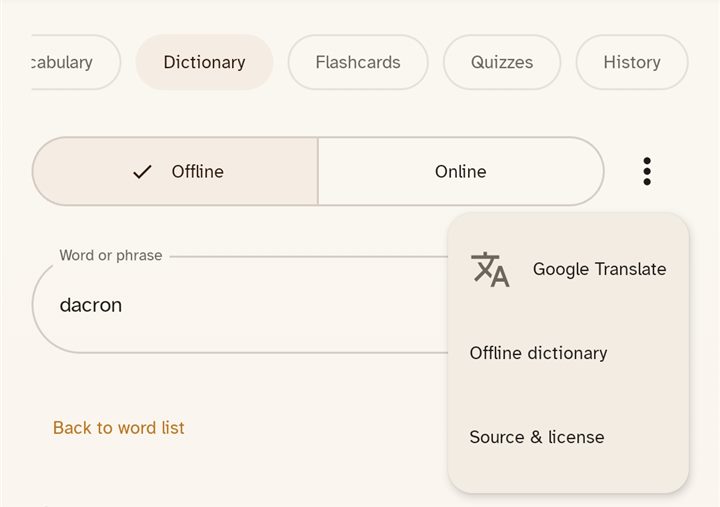 cabulary Dictionary Flashcards Quizzes History
Offline Online
Word or phrase
dacron
Google Translate
Offline dictionary
Source & license
Back to word list